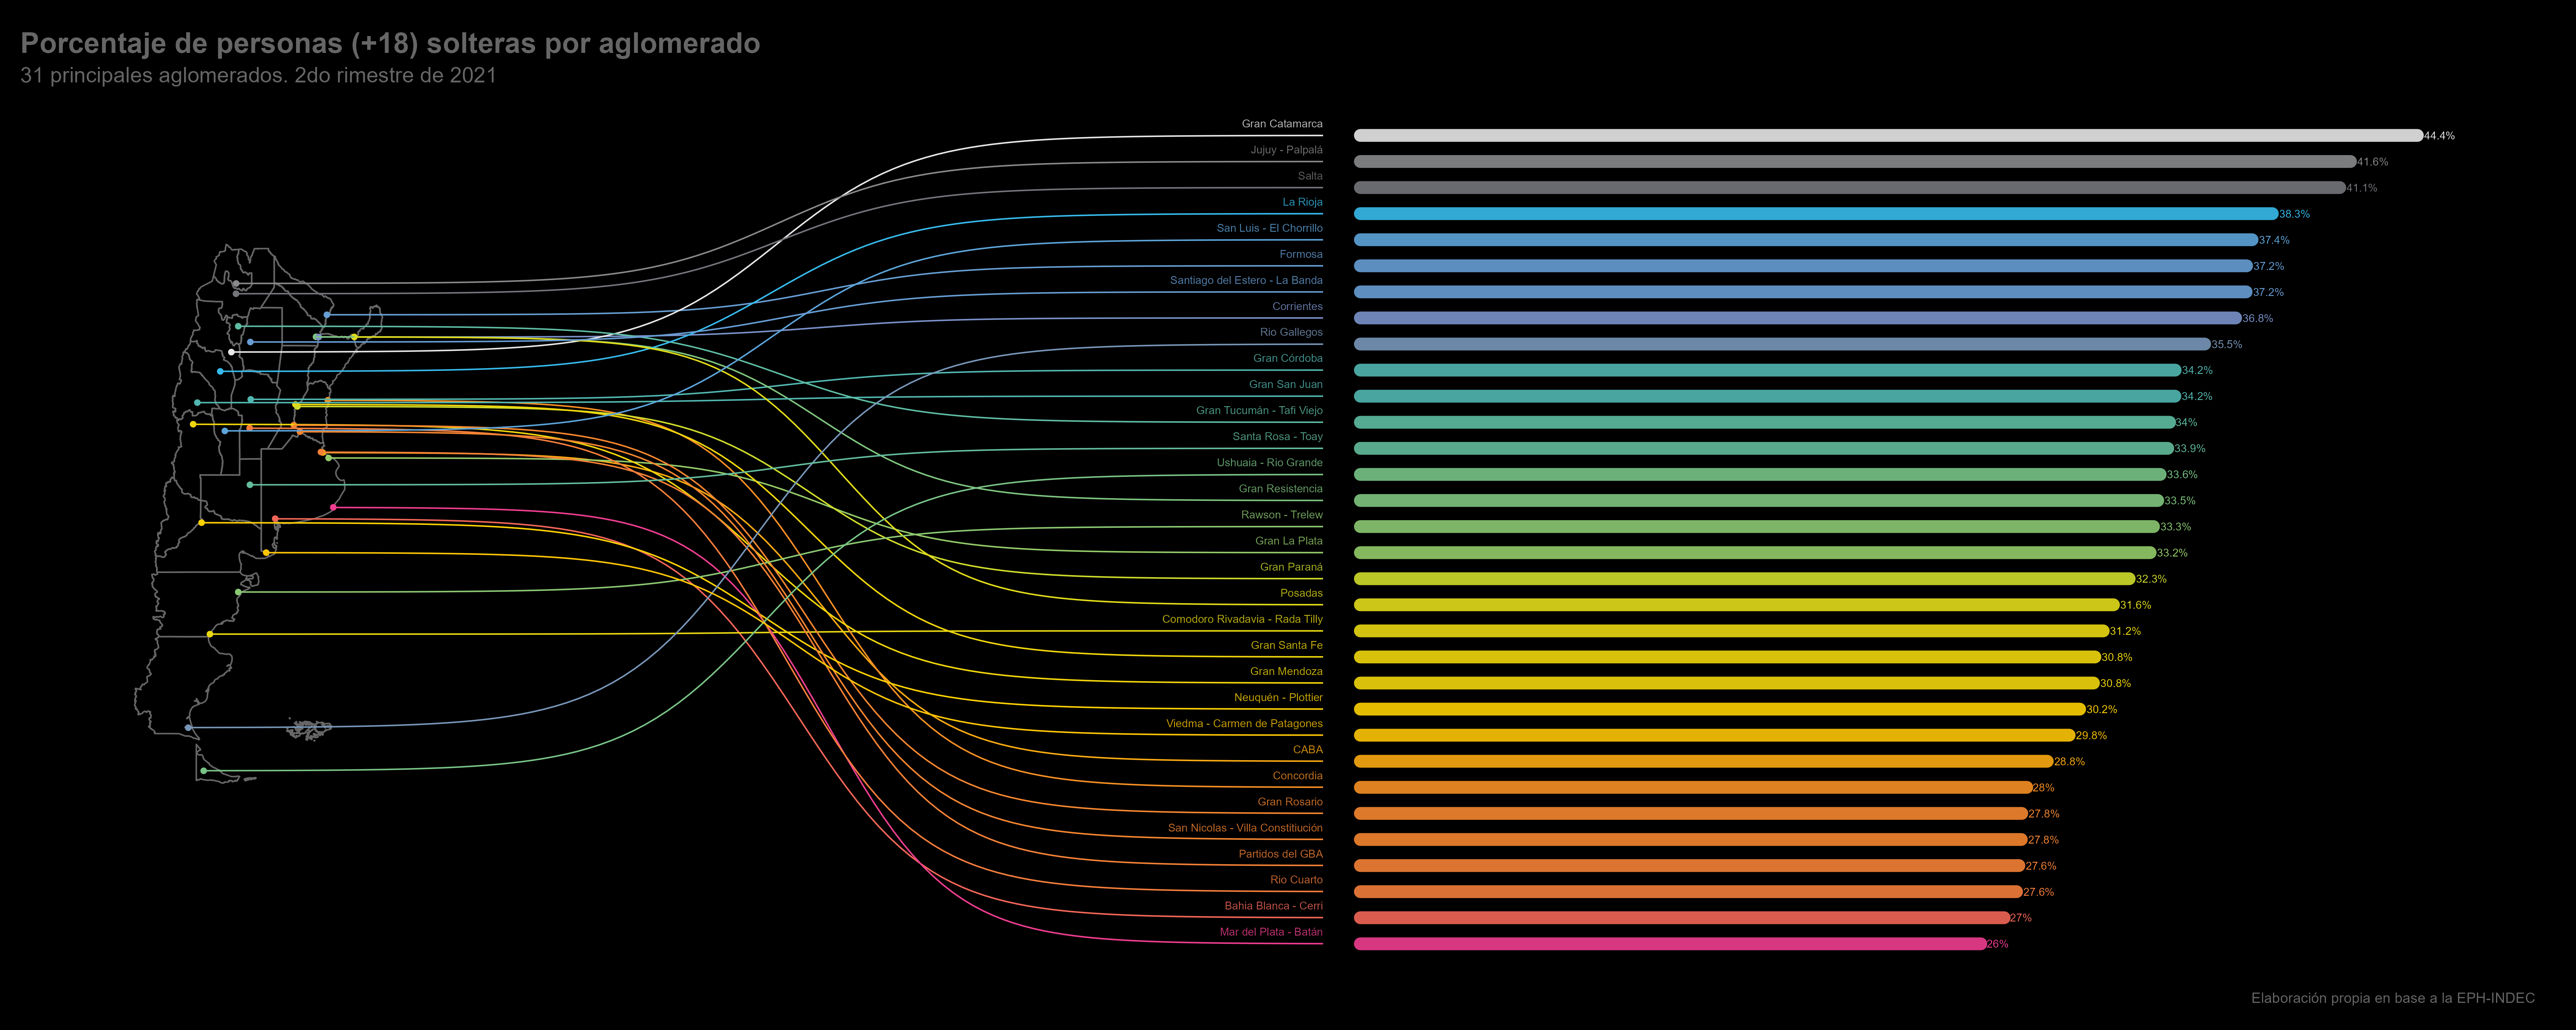 Porcentaje de personas (+18) solteras por aglomerado
31 principales aglomerados. 2do rimestre de 2021
Gran Catamarca
44.4%
Jujuy - Palpalá
41.6%
Salta
41.1%
La Rioja
38.3%
San Luis - El Chorrillo
37.4%
Formosa
37.2%
Santiago del Estero - La Banda
37.2%
Corrientes
36.8%
Rio Gallegos
35.5%
Gran Córdoba
34.2%
Gran San Juan
34.2%
Gran Tucumán - Tafi Viejo
34%
Santa Rosa - Toay
33.9%
Ushuaia - Rio Grande
33.6%
Gran Resistencia
33.5%
Rawson - Trelew
33.3%
Gran La Plata
33.2%
Gran Paraná
32.3%
Posadas
31.6%
Comodoro Rivadavia - Rada Tilly
31.2%
Gran Santa Fe
30.8%
Gran Mendoza
30.8%
Neuquén - Plottier
30.2%
Viedma - Carmen de Patagones
29.8%
CABA
28.8%
Concordia
28%
Gran Rosario
27.8%
San Nicolas - Villa Constitiución
27.8%
Partidos del GBA
27.6%
Rio Cuarto
27.6%
Bahia Blanca - Cerri
27%
Mar del Plata - Batán
26%
Elaboración propia en base a la EPH-INDEC